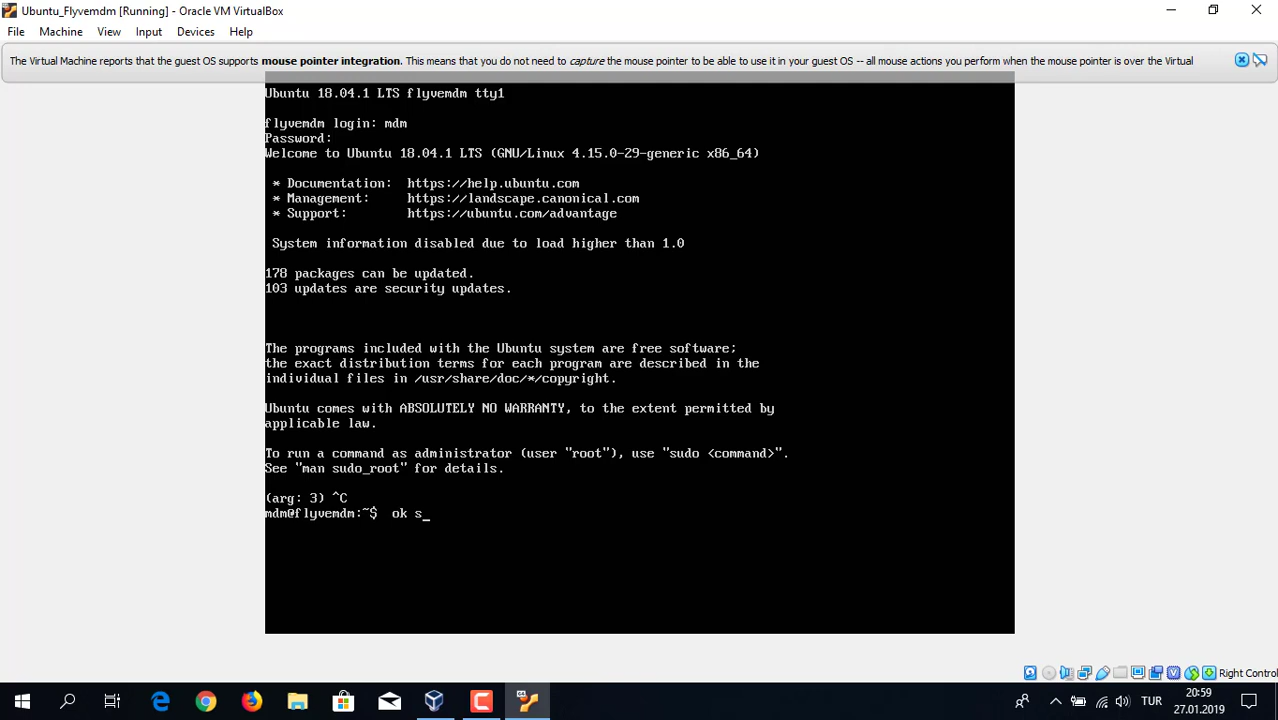 Ubuntu_Flyvemdm [Running] - Oracle VM VirtualBox
File Machine View Input Devices Help
The Virtual Machine reports that the guest OS supports mouse pointer integration. This means that you do not need to capture the mouse pointer to be able to use it in your guest OS -- all mouse actions you perform when the mouse pointer is over the Virtual
Ubuntu 18.04.1 LTS flyvemdm tty1
flyvemdm login: mdm
Password:
Welcome to Ubuntu 18.04.1 LTS (GNU/Linux 4.15.0-29-generic x86_64)
* Documentation: https://help.ubuntu.com
* Management: https://landscape.canonical.com
* Support: https://ubuntu.com/advantage
System information disabled due to load higher than 1.0
178 packages can be updated.
103 updates are security updates.
The programs included with the Ubuntu system are free software;
the exact distribution terms for each program are described in the
individual files in /usr/share/doc/*/copyright.
Ubuntu comes with ABSOLUTELY NO WARRANTY, to the extent permitted by
applicable law.
To run a command as administrator (user "root"), use "sudo <command>".
See "man sudo_root" for details.
(arg: 3) ^C
mdm@flyvemdm:~$  ok s_
Right Control
TUR
20:59
27.01.2019